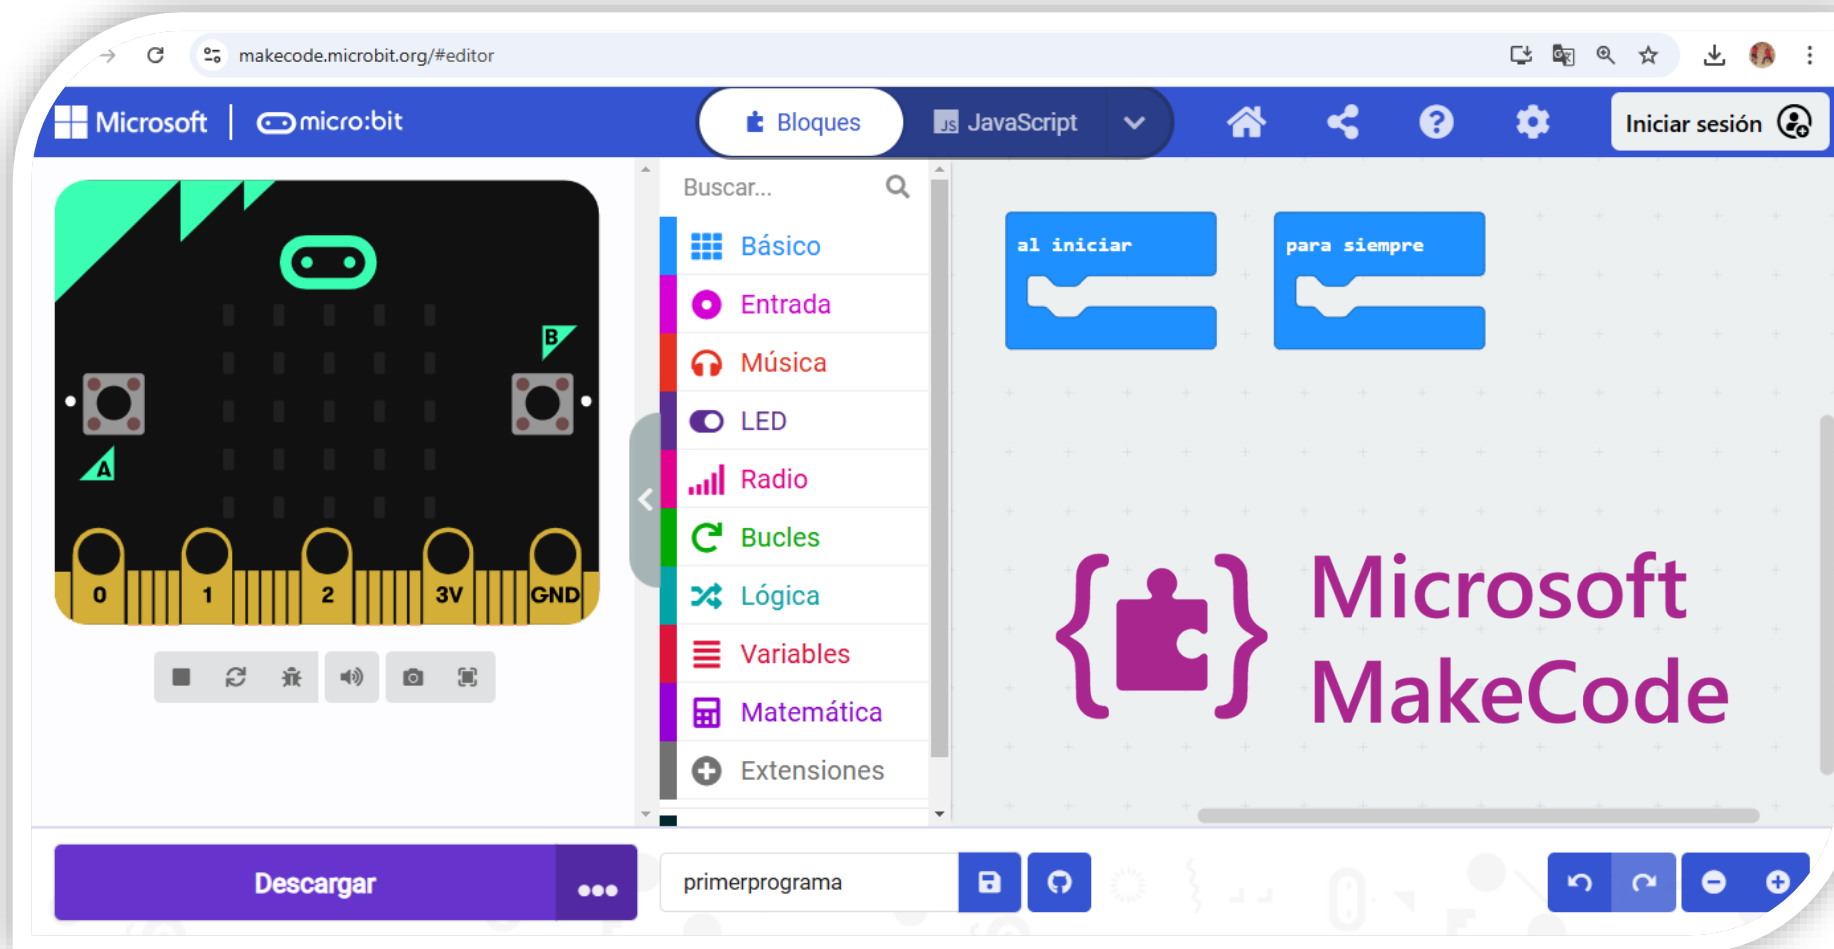 makecode.microbit.org/#editor
Microsoft micro:bit Bloques JS JavaScript Iniciar sesión
B
A
0 1 2 3V GND
Buscar...
Básico
Entrada
Música
LED
Radio
Bucles
Lógica
Variables
Matemática
Extensiones
al iniciar
para siempre
Microsoft
MakeCode
Descargar
primerprograma